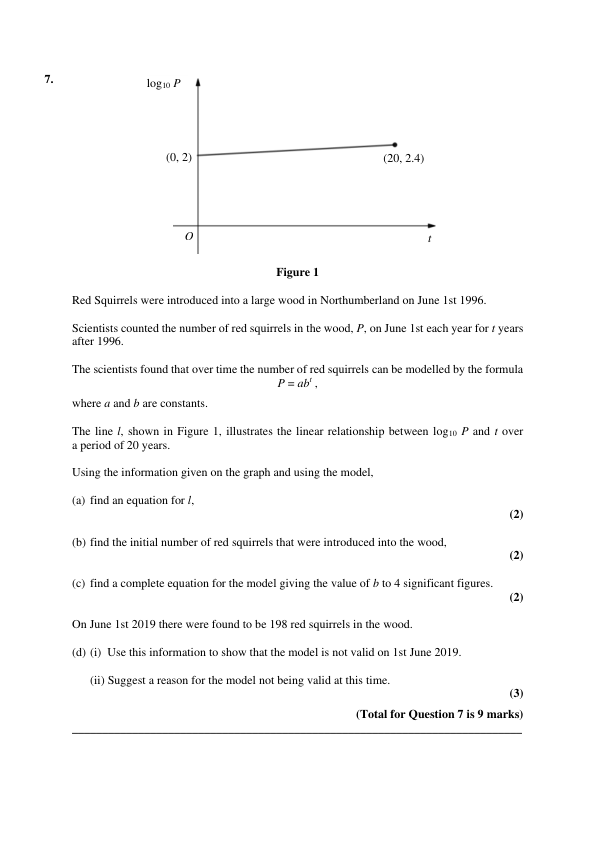 7.
log₁₀ P
(0, 2)
(20, 2.4)
O
t
Figure 1
Red Squirrels were introduced into a large wood in Northumberland on June 1st 1996.
Scientists counted the number of red squirrels in the wood, P, on June 1st each year for t years
after 1996.
The scientists found that over time the number of red squirrels can be modelled by the formula
P = abᵗ ,
where a and b are constants.
The line l, shown in Figure 1, illustrates the linear relationship between log₁₀ P and t over
a period of 20 years.
Using the information given on the graph and using the model,
(a) find an equation for l,
(2)
(b) find the initial number of red squirrels that were introduced into the wood,
(2)
(c) find a complete equation for the model giving the value of b to 4 significant figures.
(2)
On June 1st 2019 there were found to be 198 red squirrels in the wood.
(d) (i) Use this information to show that the model is not valid on 1st June 2019.
(ii) Suggest a reason for the model not being valid at this time.
(3)
(Total for Question 7 is 9 marks)